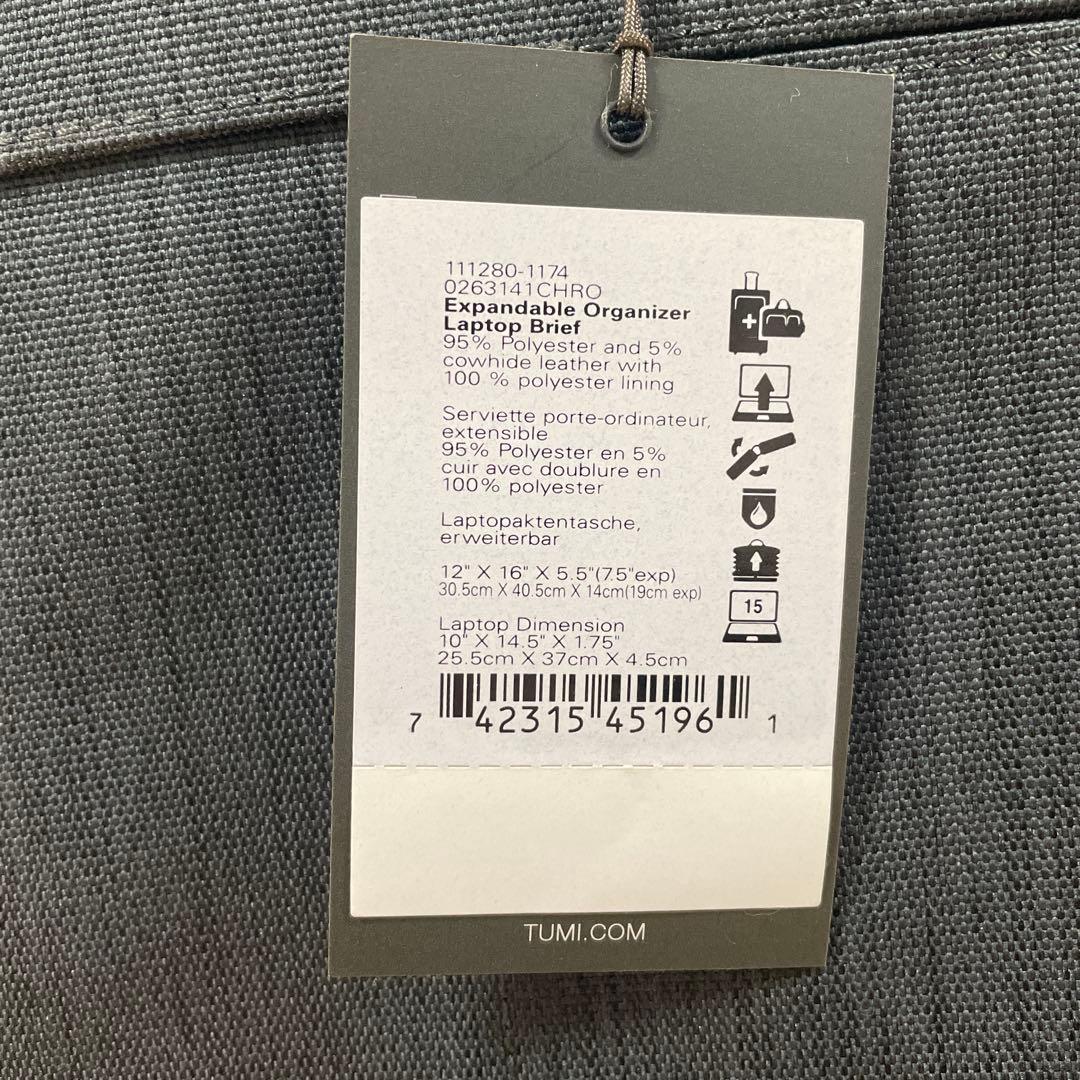 111280-1174
0263141CHRO
Expandable Organizer
Laptop Brief
95% Polyester and 5%
cowhide leather with
100 % polyester lining
Serviette porte-ordinateur,
extensible
95% Polyester en 5%
cuir avec doublure en
100% polyester
Laptopaktentasche,
erweiterbar
12" X 16" X 5.5"(7.5"exp)
30.5cm X 40.5cm X 14cm(19cm exp)
15
Laptop Dimension
10" X 14.5" X 1.75"
25.5cm X 37cm X 4.5cm
7 42315 45196 1
TUMI.COM